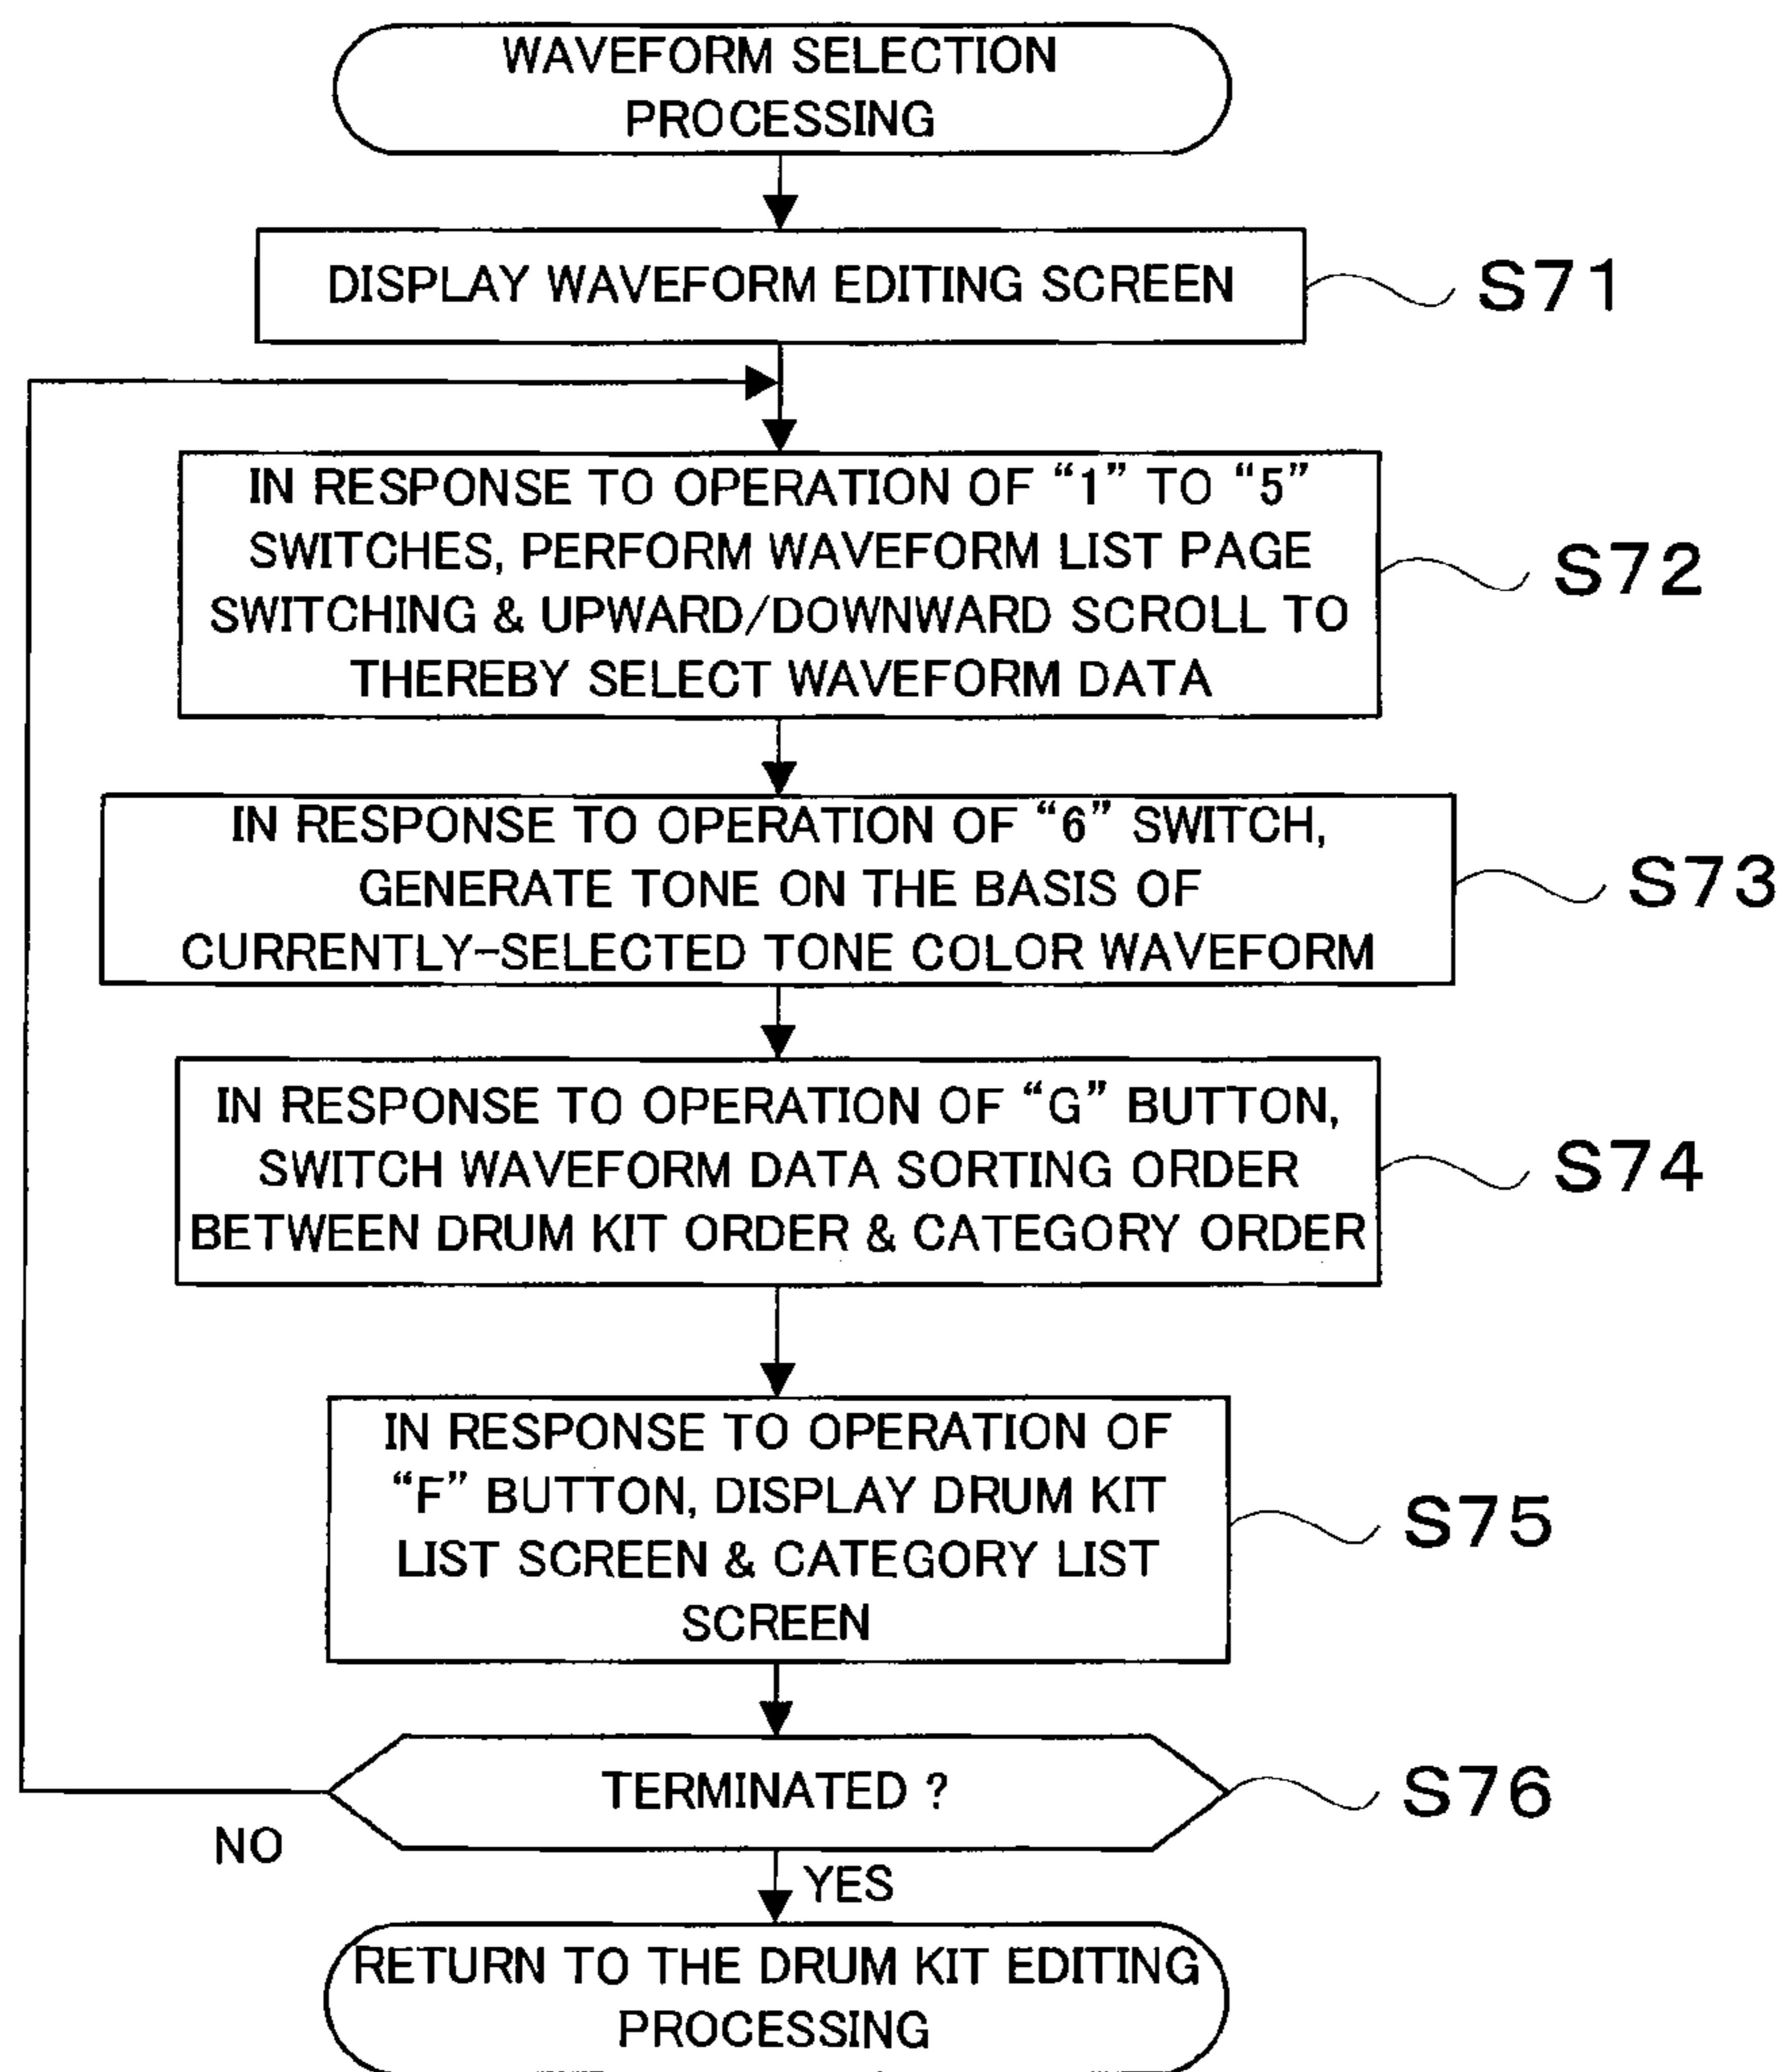 WAVEFORM SELECTION
PROCESSING
DISPLAY WAVEFORM EDITING SCREEN
S71
IN RESPONSE TO OPERATION OF “1” TO “5”
SWITCHES, PERFORM WAVEFORM LIST PAGE
SWITCHING & UPWARD/DOWNWARD SCROLL TO
THEREBY SELECT WAVEFORM DATA
S72
IN RESPONSE TO OPERATION OF “6” SWITCH,
GENERATE TONE ON THE BASIS OF
CURRENTLY-SELECTED TONE COLOR WAVEFORM
S73
IN RESPONSE TO OPERATION OF “G” BUTTON,
SWITCH WAVEFORM DATA SORTING ORDER
BETWEEN DRUM KIT ORDER & CATEGORY ORDER
S74
IN RESPONSE TO OPERATION OF
“F” BUTTON, DISPLAY DRUM KIT
LIST SCREEN & CATEGORY LIST
SCREEN
S75
TERMINATED ?
S76
NO
YES
RETURN TO THE DRUM KIT EDITING
PROCESSING